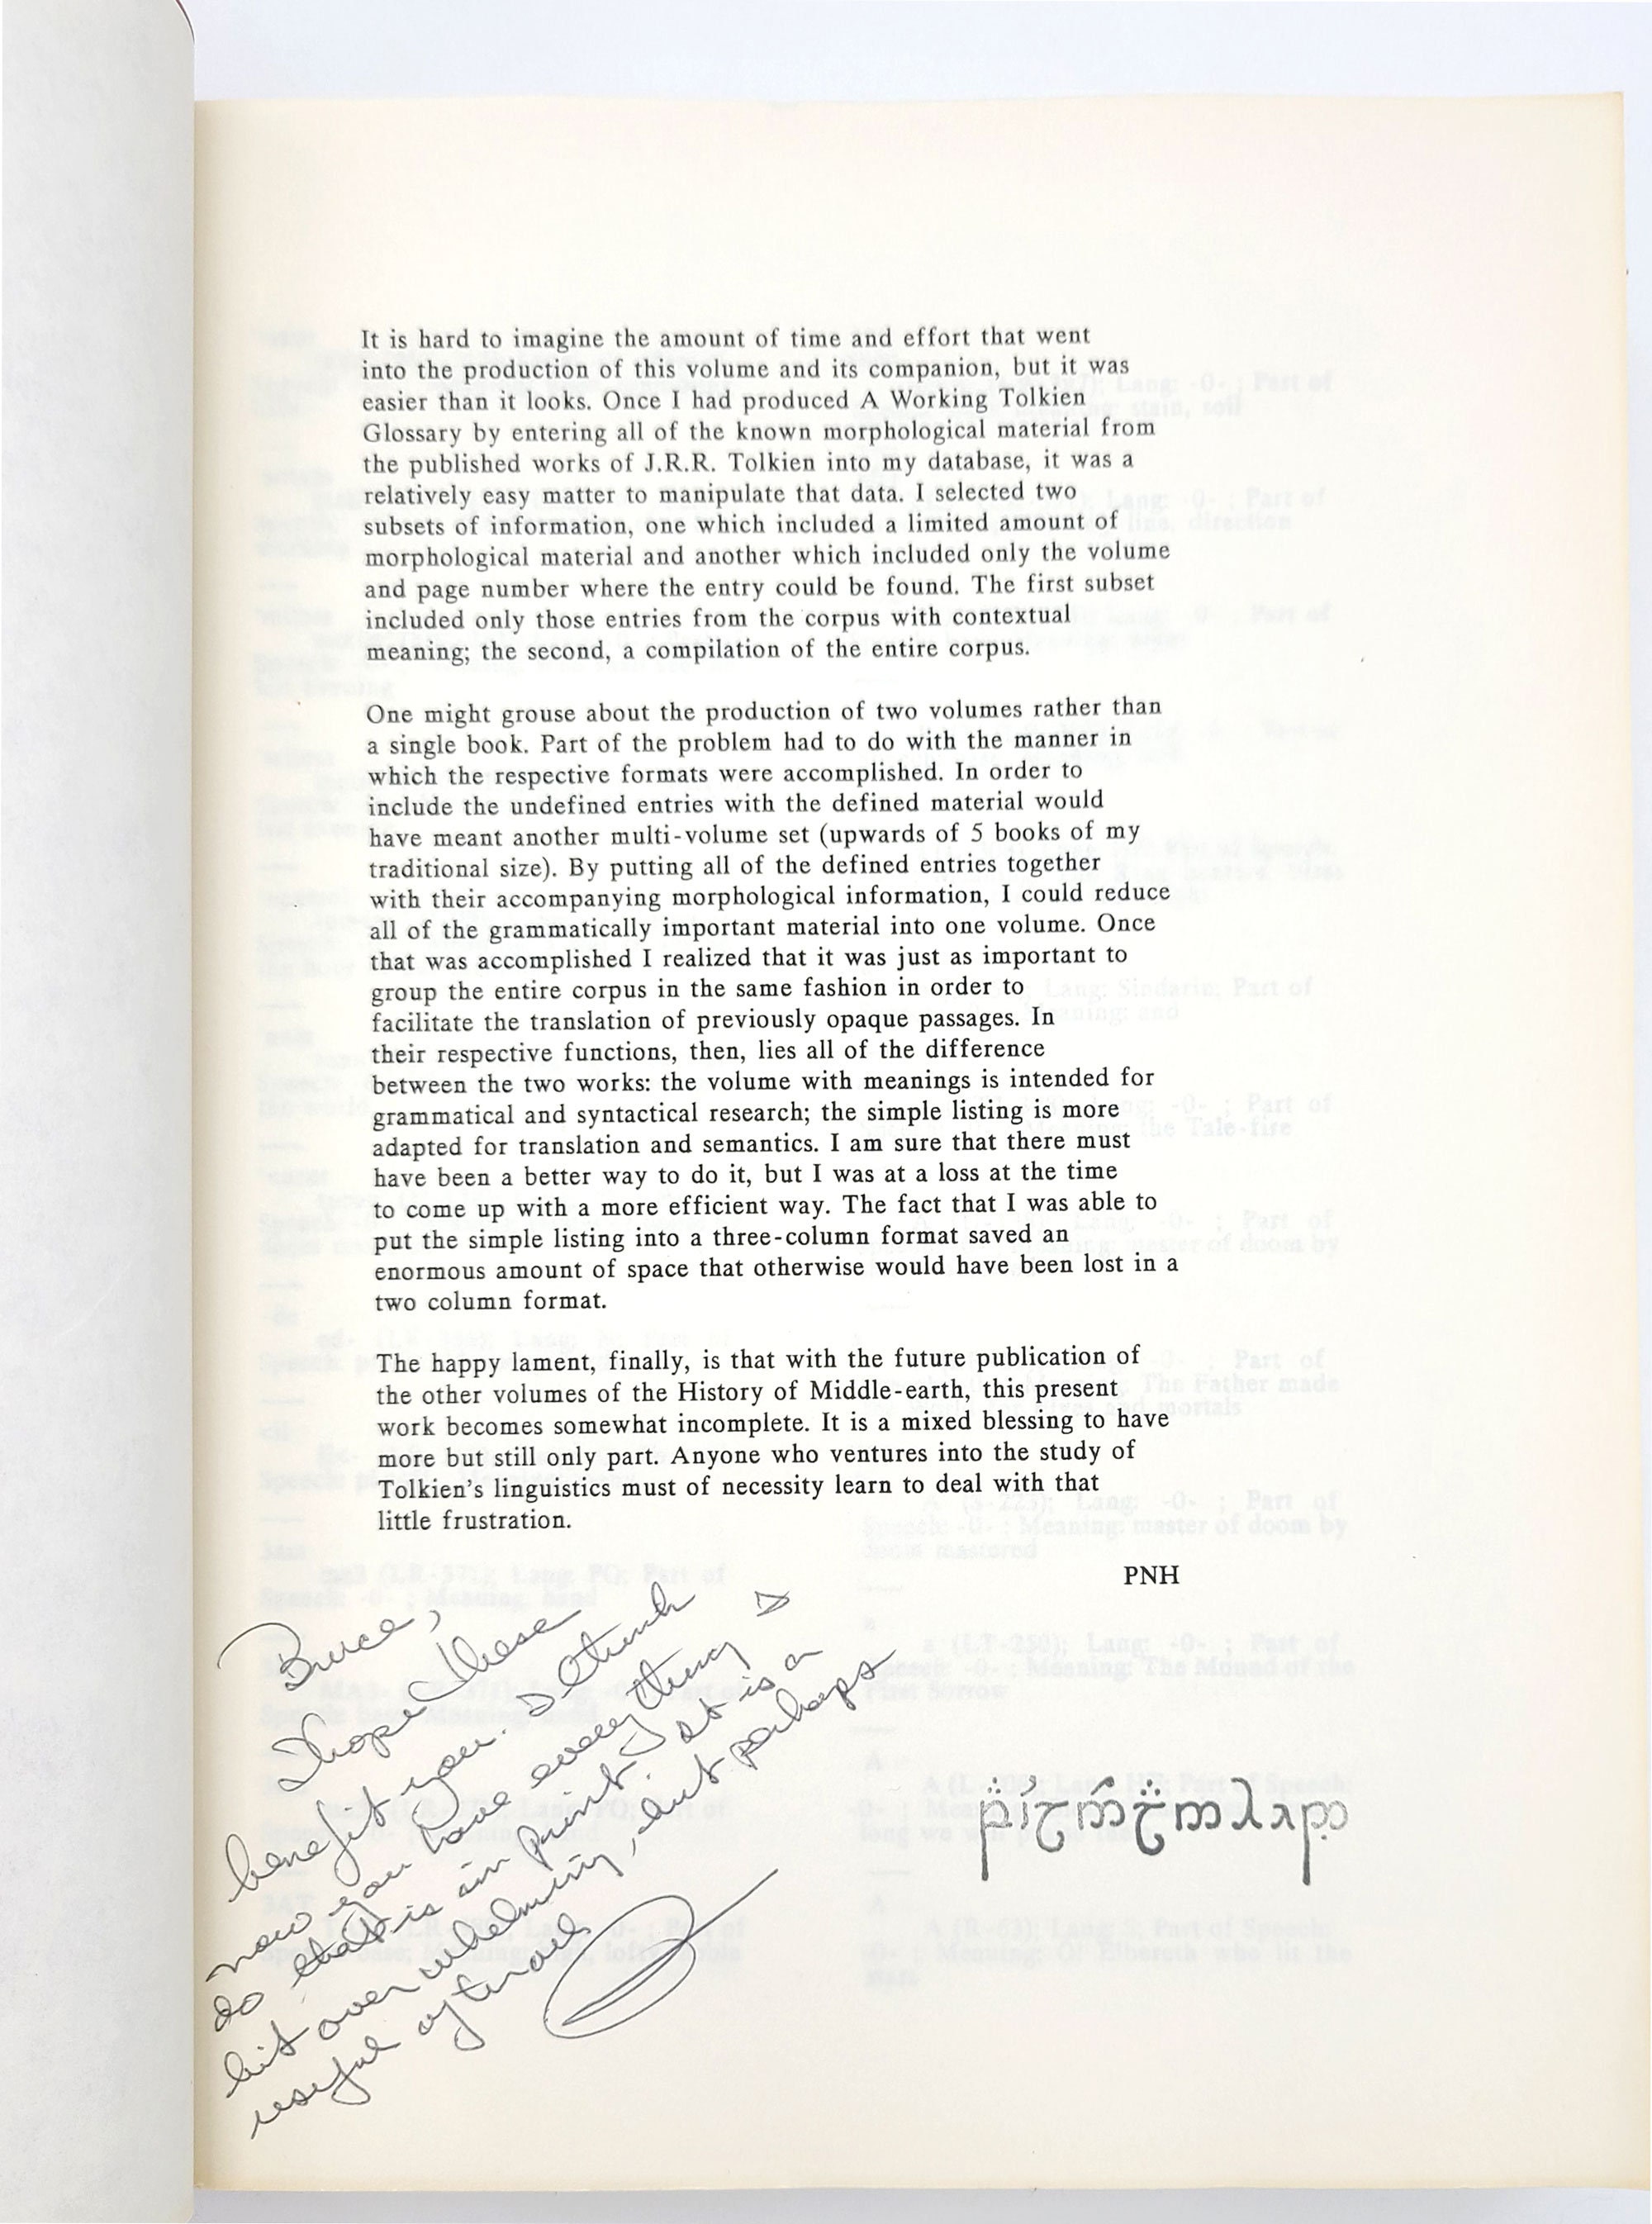 It is hard to imagine the amount of time and effort that went
into the production of this volume and its companion, but it was
easier than it looks. Once I had produced A Working Tolkien
Glossary by entering all of the known morphological material from
the published works of J.R.R. Tolkien into my database, it was a
relatively easy matter to manipulate that data. I selected two
subsets of information, one which included a limited amount of
morphological material and another which included only the volume
and page number where the entry could be found. The first subset
included only those entries from the corpus with contextual
meaning; the second, a compilation of the entire corpus.
One might grouse about the production of two volumes rather than
a single book. Part of the problem had to do with the manner in
which the respective formats were accomplished. In order to
include the undefined entries with the defined material would
have meant another multi-volume set (upwards of 5 books of my
traditional size). By putting all of the defined entries together
with their accompanying morphological information, I could reduce
all of the grammatically important material into one volume. Once
that was accomplished I realized that it was just as important to
group the entire corpus in the same fashion in order to
facilitate the translation of previously opaque passages. In
their respective functions, then, lies all of the difference
between the two works: the volume with meanings is intended for
grammatical and syntactical research; the simple listing is more
adapted for translation and semantics. I am sure that there must
have been a better way to do it, but I was at a loss at the time
to come up with a more efficient way. The fact that I was able to
put the simple listing into a three-column format saved an
enormous amount of space that otherwise would have been lost in a
two column format.
The happy lament, finally, is that with the future publication of
the other volumes of the History of Middle-earth, this present
work becomes somewhat incomplete. It is a mixed blessing to have
more but still only part. Anyone who ventures into the study of
Tolkien's linguistics must of necessity learn to deal with that
little frustration.
PNH
Bruce,
I hope these
benefit you. I think
now you have everything I
do that is in print. It is a
bit overwhelming, but perhaps
useful after all.